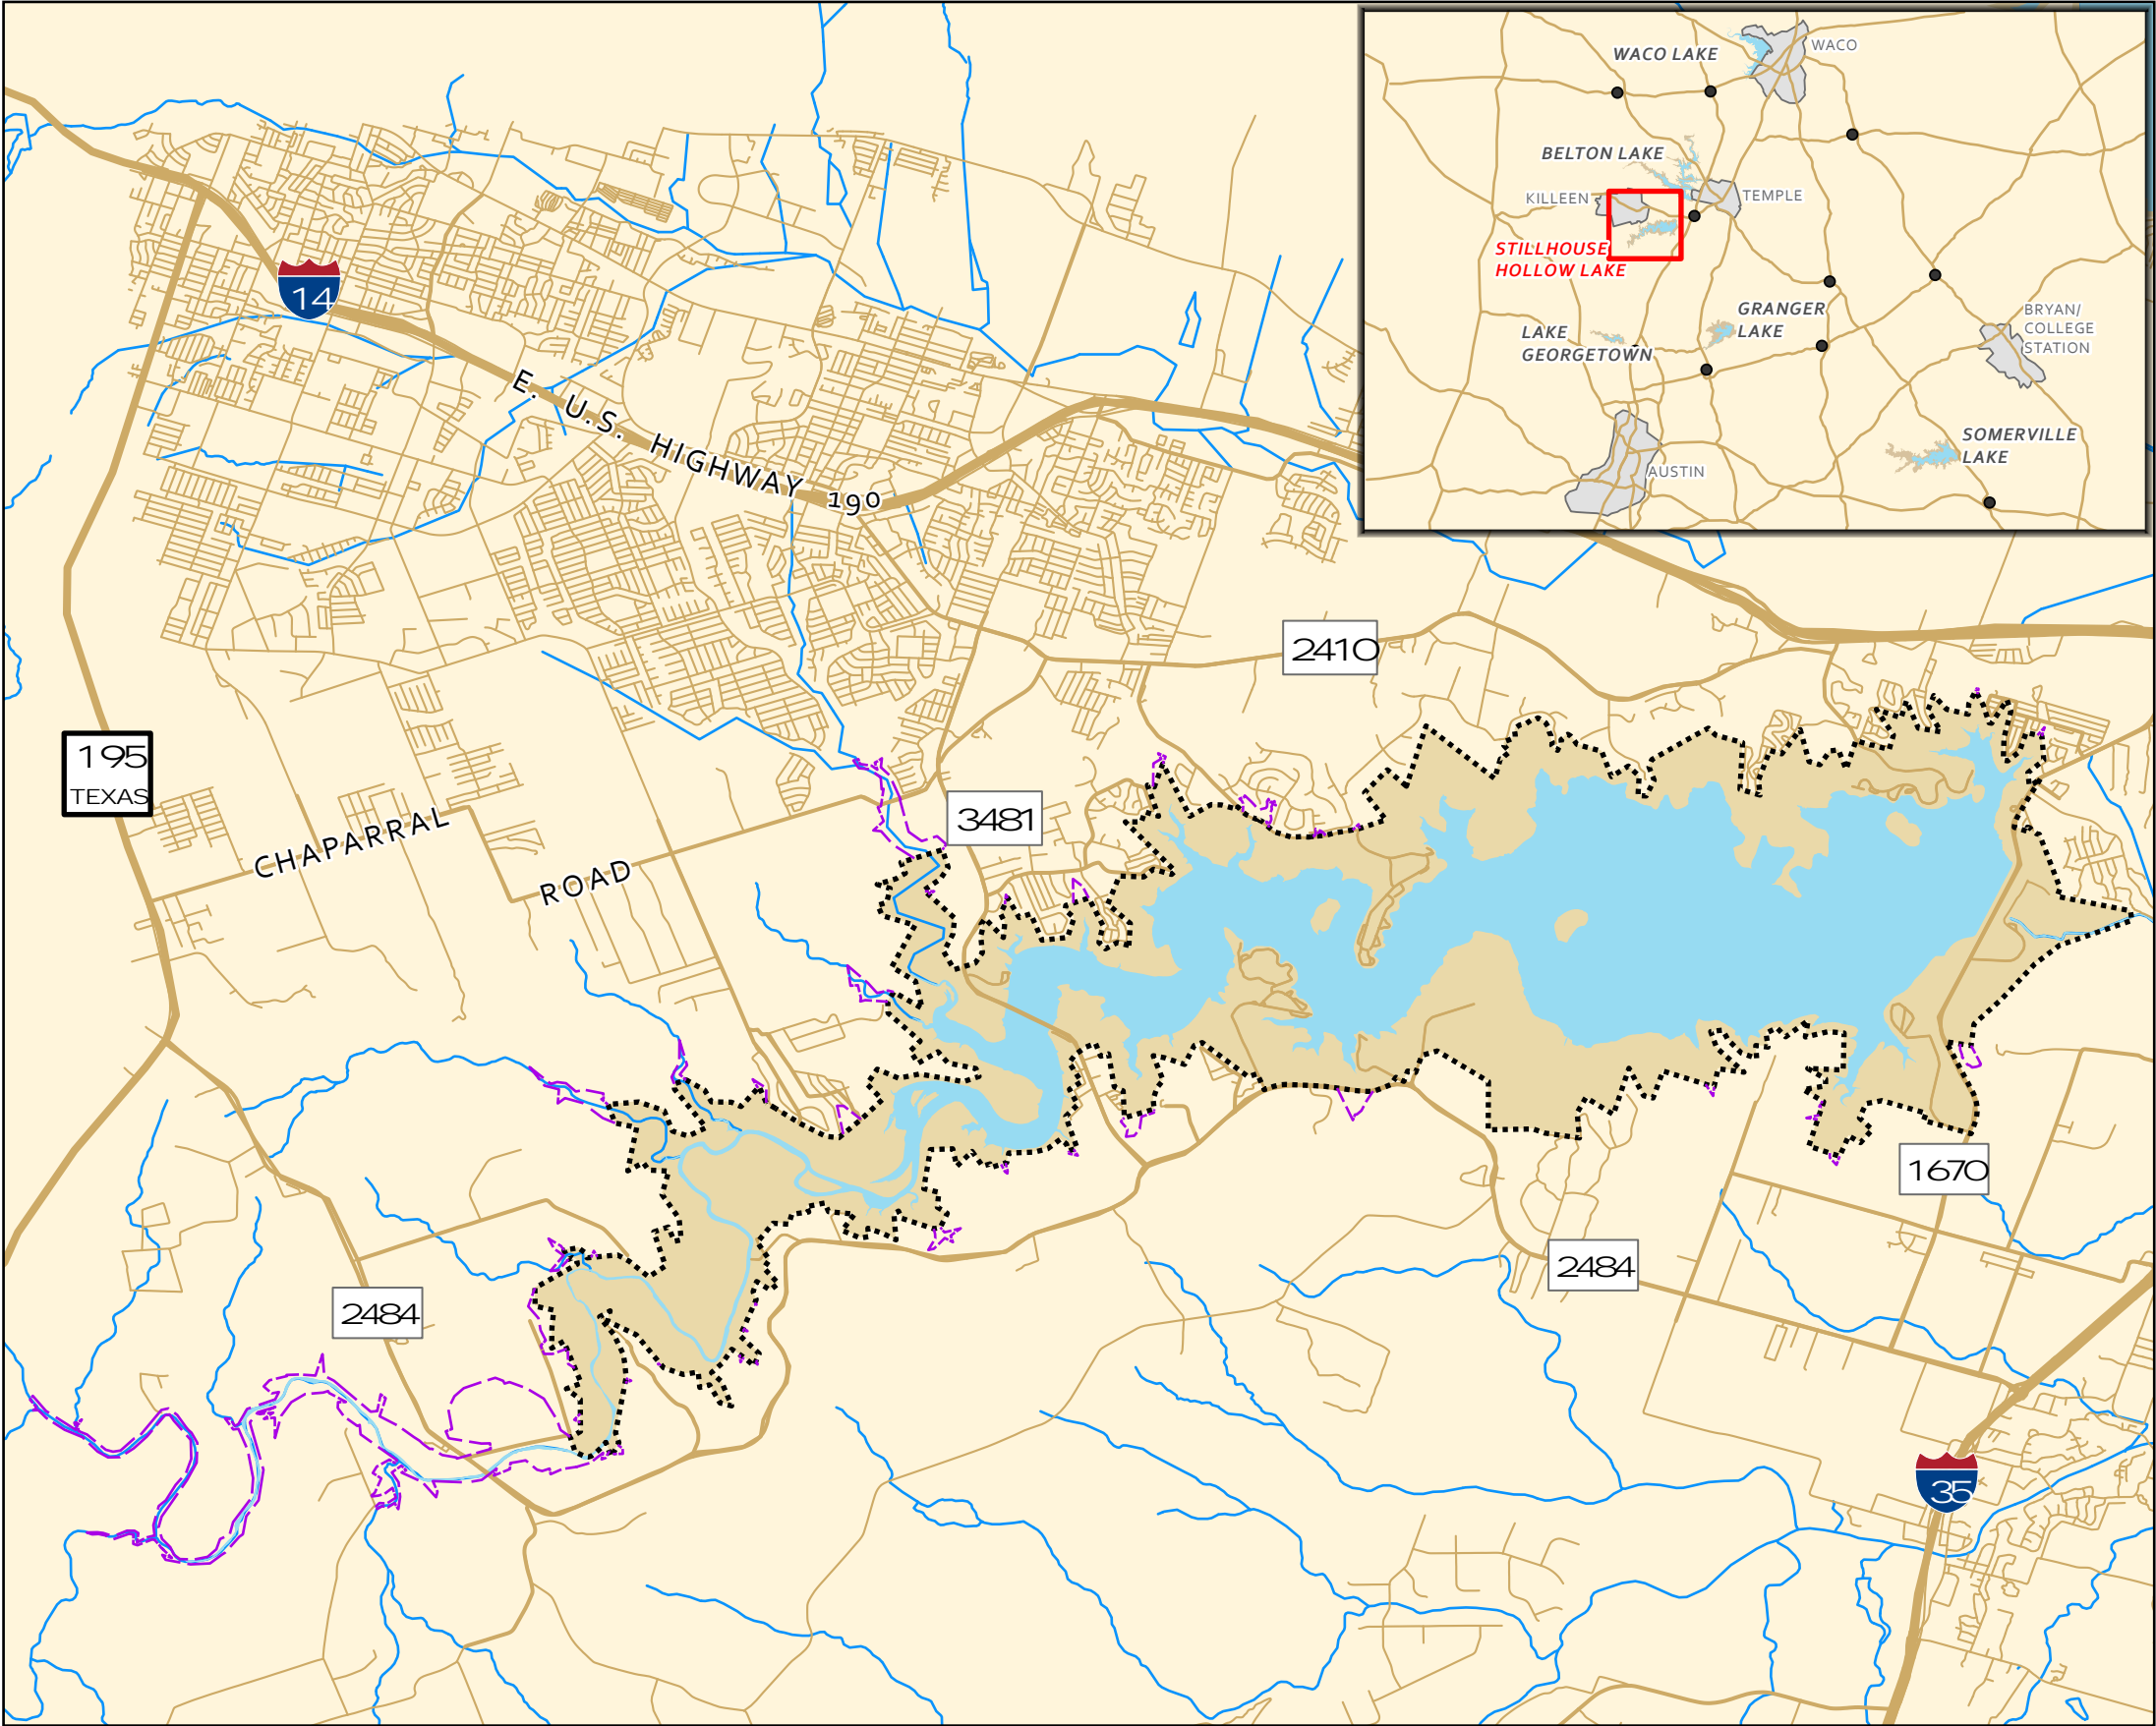 WACO LAKE
WACO
BELTON LAKE
KILLEEN
TEMPLE
STILLHOUSE
HOLLOW LAKE
GRANGER
LAKE
LAKE
GEORGETOWN
BRYAN/
COLLEGE
STATION
SOMERVILLE
LAKE
AUSTIN
14
E. U.S. HIGHWAY 190
2410
195
TEXAS
3481
CHAPARRAL
ROAD
1670
2484
2484
35